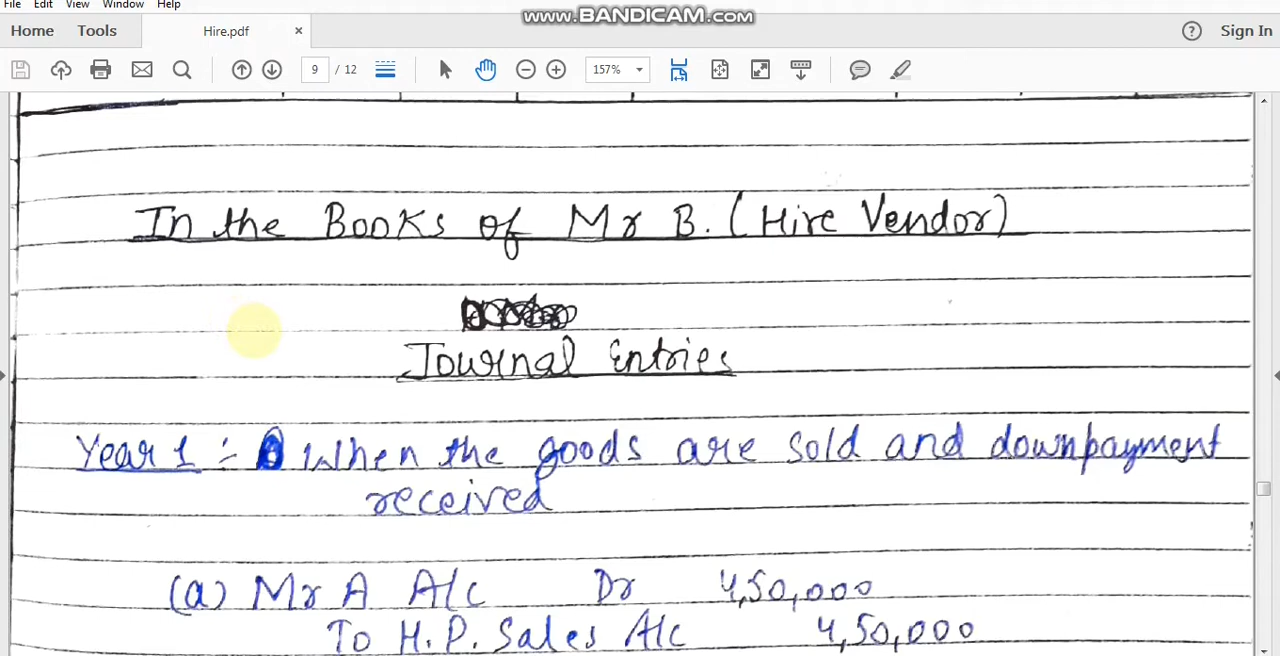 File Edit View Window Help
www.BANDICAM.com
Home Tools Hire.pdf × Sign In
9 / 12 157%
In the Books of Mr B. (Hire Vendor)
Journal Entries
Year 1 :- When the goods are sold and downpayment
received
(a) Mr A A/c Dr 4,50,000
To H.P. Sales A/c 4,50,000